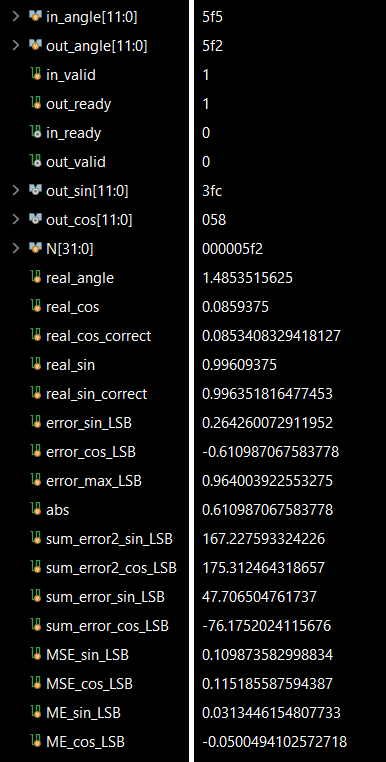 in_angle[11:0] 5f5
out_angle[11:0] 5f2
in_valid 1
out_ready 1
in_ready 0
out_valid 0
out_sin[11:0] 3fc
out_cos[11:0] 058
N[31:0] 000005f2
real_angle 1.4853515625
real_cos 0.0859375
real_cos_correct 0.0853408329418127
real_sin 0.99609375
real_sin_correct 0.996351816477453
error_sin_LSB 0.264260072911952
error_cos_LSB -0.610987067583778
error_max_LSB 0.964003922553275
abs 0.610987067583778
sum_error2_sin_LSB 167.227593324226
sum_error2_cos_LSB 175.312464318657
sum_error_sin_LSB 47.706504761737
sum_error_cos_LSB -76.1752024115676
MSE_sin_LSB 0.109873582998834
MSE_cos_LSB 0.115185587594387
ME_sin_LSB 0.0313446154807733
ME_cos_LSB -0.0500494102572718